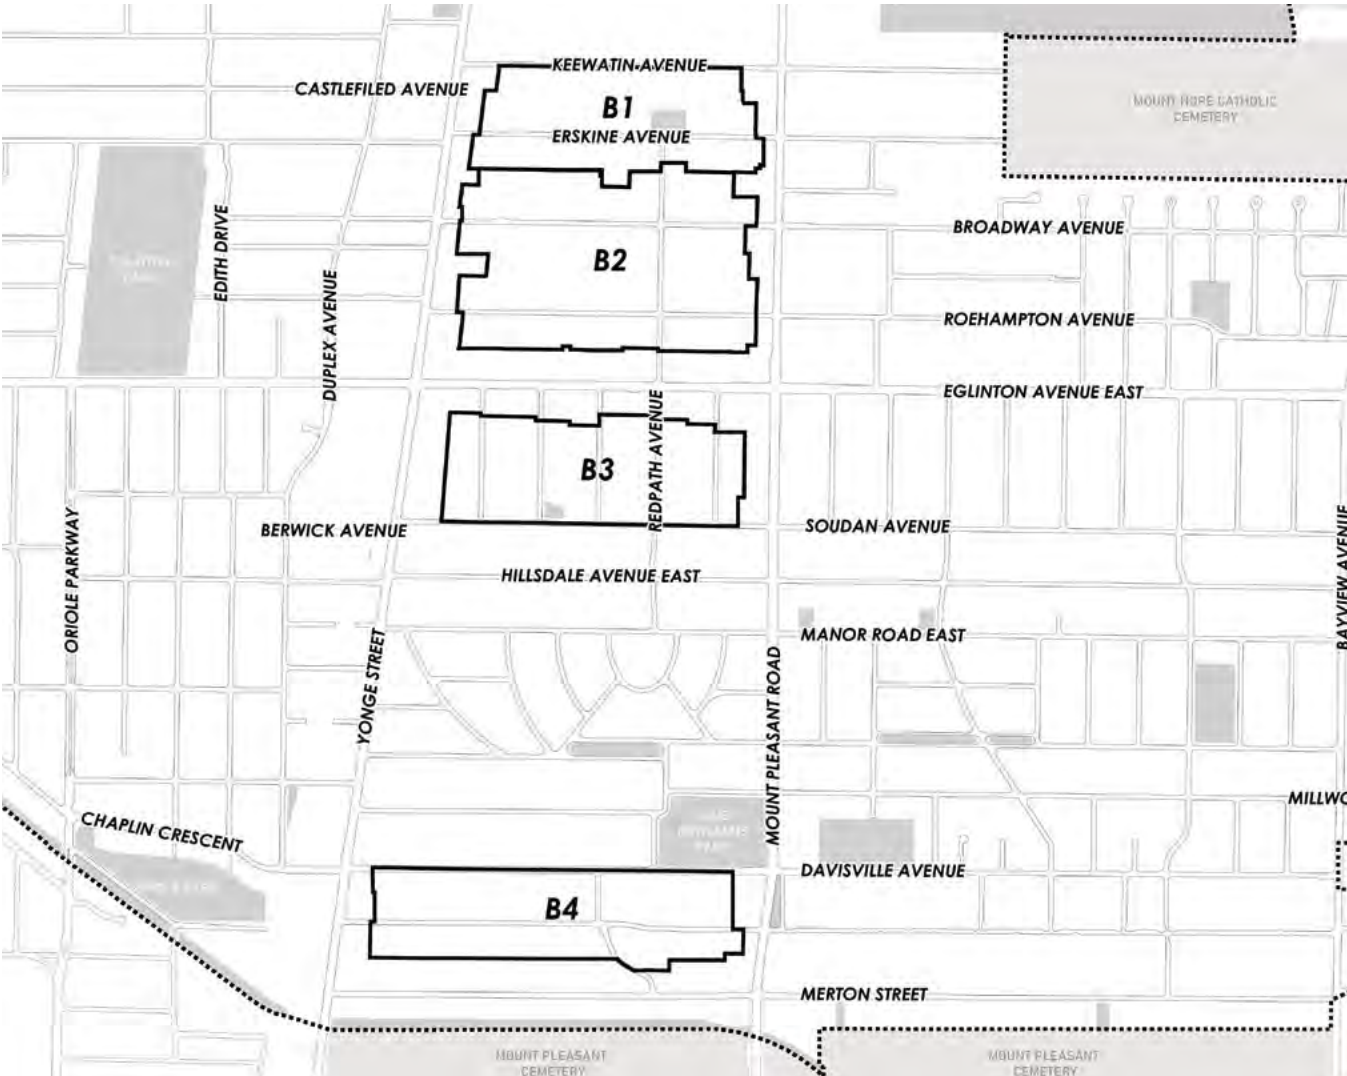 KEEWATIN AVENUE
CASTLEFILED AVENUE
B1
MOUNT HOPE CATHOLIC
CEMETERY
ERSKINE AVENUE
EDITH DRIVE
BROADWAY AVENUE
B2
DUPLEX AVENUE
ROEHAMPTON AVENUE
EGLINTON AVENUE EAST
REDPATH AVENUE
B3
ORIOLE PARKWAY
BERWICK AVENUE
SOUDAN AVENUE
BAYVIEW AVENUE
HILLSDALE AVENUE EAST
YONGE STREET
MANOR ROAD EAST
MOUNT PLEASANT ROAD
MILLWO
CHAPLIN CRESCENT
PARK
DAVISVILLE AVENUE
B4
MERTON STREET
MOUNT PLEASANT
CEMETERY
MOUNT PLEASANT
CEMETERY